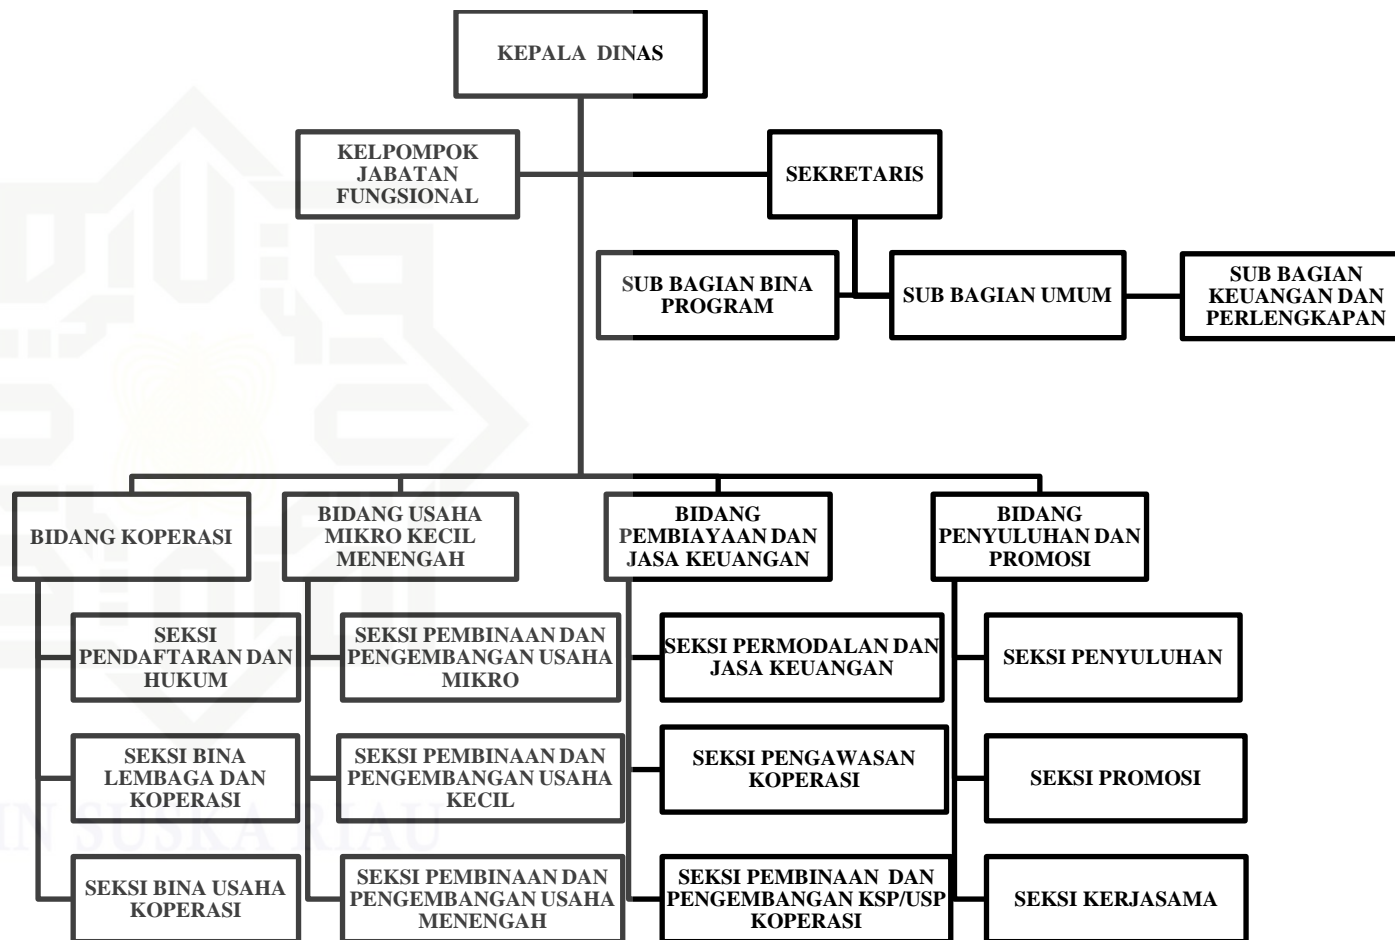 KEPALA DINAS
KELPOMPOK
JABATAN
FUNGSIONAL
SEKRETARIS
SUB BAGIAN BINA
PROGRAM
SUB BAGIAN UMUM
SUB BAGIAN
KEUANGAN DAN
PERLENGKAPAN
BIDANG KOPERASI
BIDANG USAHA
MIKRO KECIL
MENENGAH
BIDANG
PEMBIAYAAN DAN
JASA KEUANGAN
BIDANG
PENYULUHAN DAN
PROMOSI
SEKSI
PENDAFTARAN DAN
HUKUM
SEKSI PEMBINAAN DAN
PENGEMBANGAN USAHA
MIKRO
SEKSI PERMODALAN DAN
JASA KEUANGAN
SEKSI PENYULUHAN
SEKSI BINA
LEMBAGA DAN
KOPERASI
SEKSI PEMBINAAN DAN
PENGEMBANGAN USAHA
KECIL
SEKSI PENGAWASAN
KOPERASI
SEKSI PROMOSI
SEKSI BINA USAHA
KOPERASI
SEKSI PEMBINAAN DAN
PENGEMBANGAN USAHA
MENENGAH
SEKSI PEMBINAAN DAN
PENGEMBANGAN KSP/USP
KOPERASI
SEKSI KERJASAMA
IN SUSKA RIAU